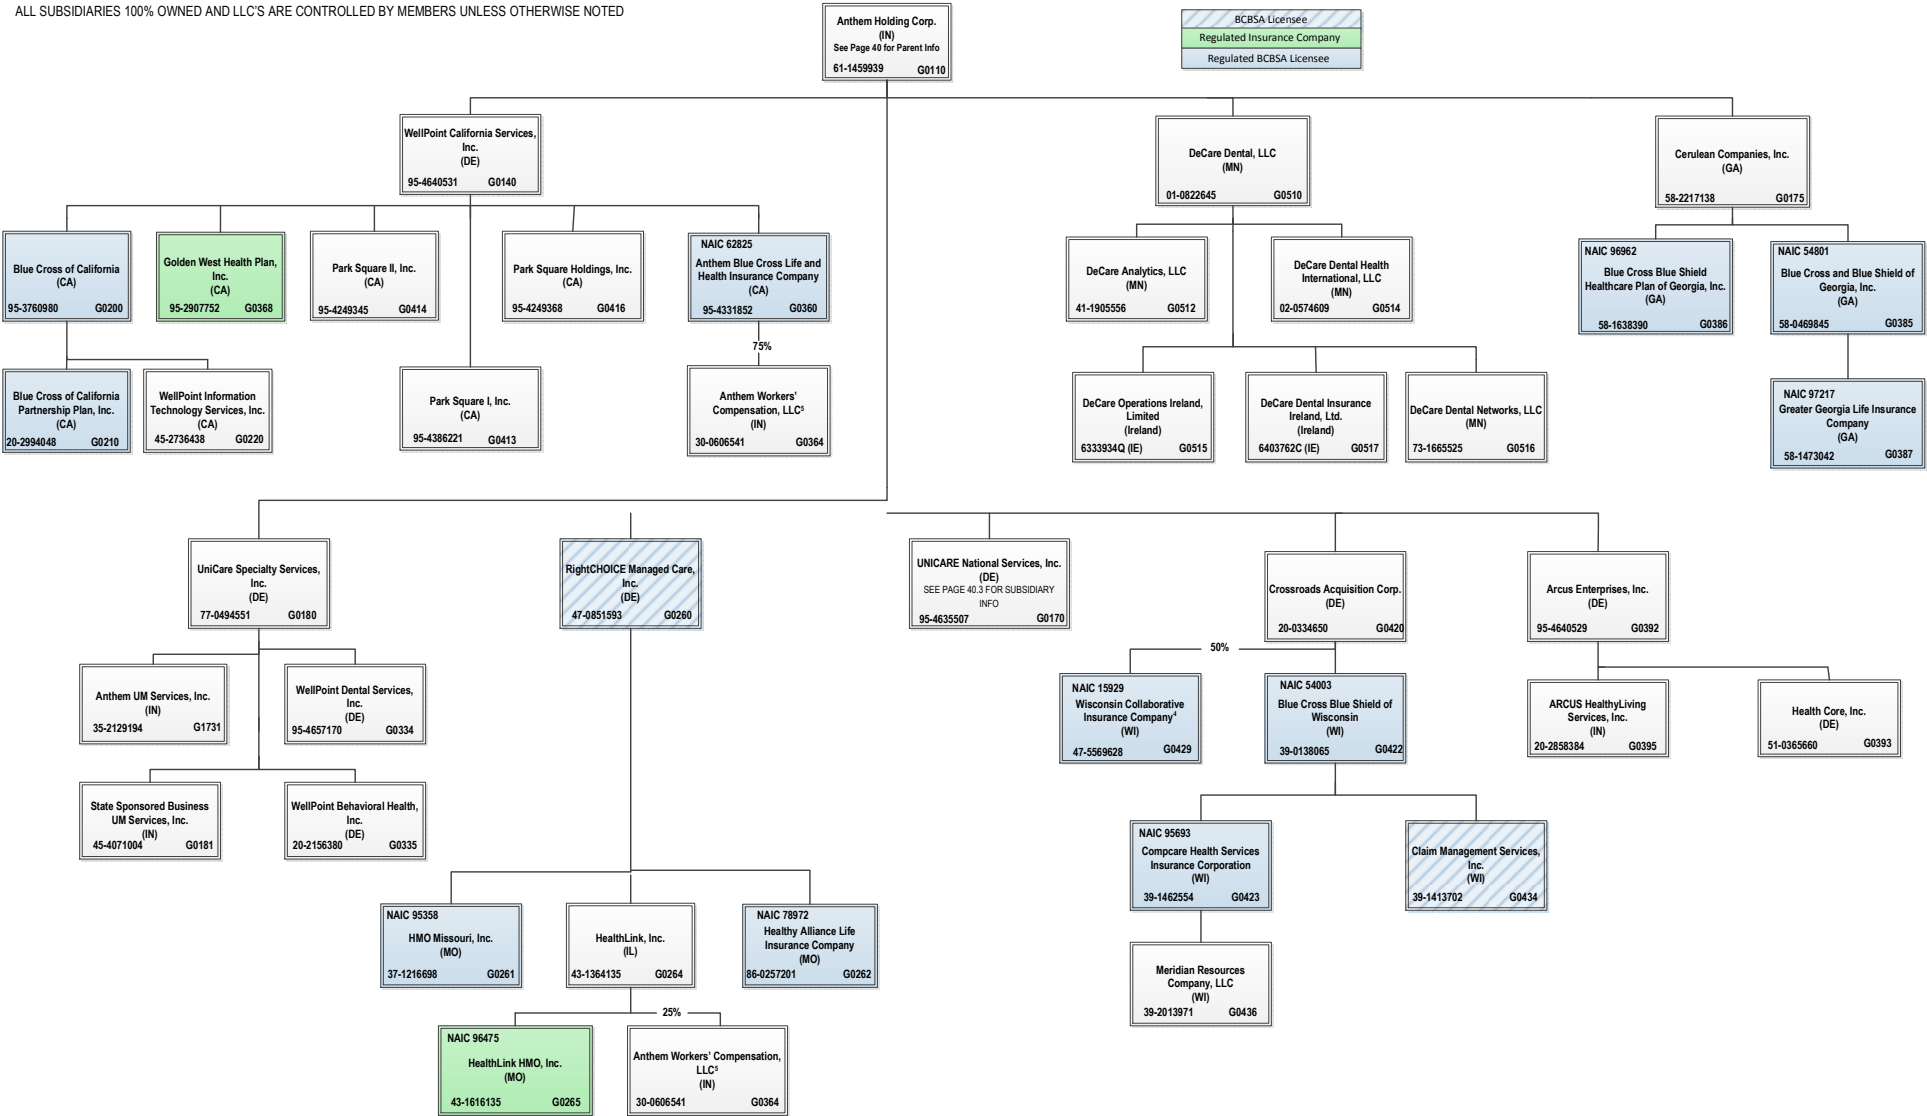 ALL SUBSIDIARIES 100% OWNED AND LLC'S ARE CONTROLLED BY MEMBERS UNLESS OTHERWISE NOTED
Anthem Holding Corp.
(IN)
See Page 40 for Parent Info
61-1459939 G0110
BCBSA Licensee
Regulated Insurance Company
Regulated BCBSA Licensee
WellPoint California Services,
Inc.
(DE)
95-4640531 G0140
DeCare Dental, LLC
(MN)
01-0822645 G0510
Cerulean Companies, Inc.
(GA)
58-2217138 G0175
Blue Cross of California
(CA)
95-3760980 G0200
Golden West Health Plan,
Inc.
(CA)
95-2907752 G0368
Park Square II, Inc.
(CA)
95-4249345 G0414
Park Square Holdings, Inc.
(CA)
95-4249368 G0416
NAIC 62825
Anthem Blue Cross Life and
Health Insurance Company
(CA)
95-4331852 G0360
DeCare Analytics, LLC
(MN)
41-1905556 G0512
DeCare Dental Health
International, LLC
(MN)
02-0574609 G0514
NAIC 96962
Blue Cross Blue Shield
Healthcare Plan of Georgia, Inc.
(GA)
58-1638390 G0386
NAIC 54801
Blue Cross and Blue Shield of
Georgia, Inc.
(GA)
58-0469845 G0385
75%
Blue Cross of California
Partnership Plan, Inc.
(CA)
20-2994048 G0210
WellPoint Information
Technology Services, Inc.
(CA)
45-2736438 G0220
Park Square I, Inc.
(CA)
95-4386221 G0413
Anthem Workers'
Compensation, LLC⁵
(IN)
30-0606541 G0364
DeCare Operations Ireland,
Limited
(Ireland)
6333934Q (IE) G0515
DeCare Dental Insurance
Ireland, Ltd.
(Ireland)
6403762C (IE) G0517
DeCare Dental Networks, LLC
(MN)
73-1665525 G0516
NAIC 97217
Greater Georgia Life Insurance
Company
(GA)
58-1473042 G0387
UniCare Specialty Services,
Inc.
(DE)
77-0494551 G0180
RightCHOICE Managed Care,
Inc.
(DE)
47-0851593 G0260
UNICARE National Services, Inc.
(DE)
SEE PAGE 40.3 FOR SUBSIDIARY
INFO
95-4635507 G0170
Crossroads Acquisition Corp.
(DE)
20-0334650 G0420
Arcus Enterprises, Inc.
(DE)
95-4640529 G0392
50%
Anthem UM Services, Inc.
(IN)
35-2129194 G1731
WellPoint Dental Services,
Inc.
(DE)
95-4657170 G0334
NAIC 15929
Wisconsin Collaborative
Insurance Company⁴
(WI)
47-5569628 G0429
NAIC 54003
Blue Cross Blue Shield of
Wisconsin
(WI)
39-0138065 G0422
ARCUS HealthyLiving
Services, Inc.
(IN)
20-2858384 G0395
Health Core, Inc.
(DE)
51-0365660 G0393
State Sponsored Business
UM Services, Inc.
(IN)
45-4071004 G0181
WellPoint Behavioral Health,
Inc.
(DE)
20-2156380 G0335
NAIC 95693
Compcare Health Services
Insurance Corporation
(WI)
39-1462554 G0423
Claim Management Services,
Inc.
(WI)
39-1413702 G0434
NAIC 95358
HMO Missouri, Inc.
(MO)
37-1216698 G0261
HealthLink, Inc.
(IL)
43-1364135 G0264
NAIC 78972
Healthy Alliance Life
Insurance Company
(MO)
86-0257201 G0262
Meridian Resources
Company, LLC
(WI)
39-2013971 G0436
25%
NAIC 96475
HealthLink HMO, Inc.
(MO)
43-1616135 G0265
Anthem Workers' Compensation,
LLC⁵
(IN)
30-0606541 G0364